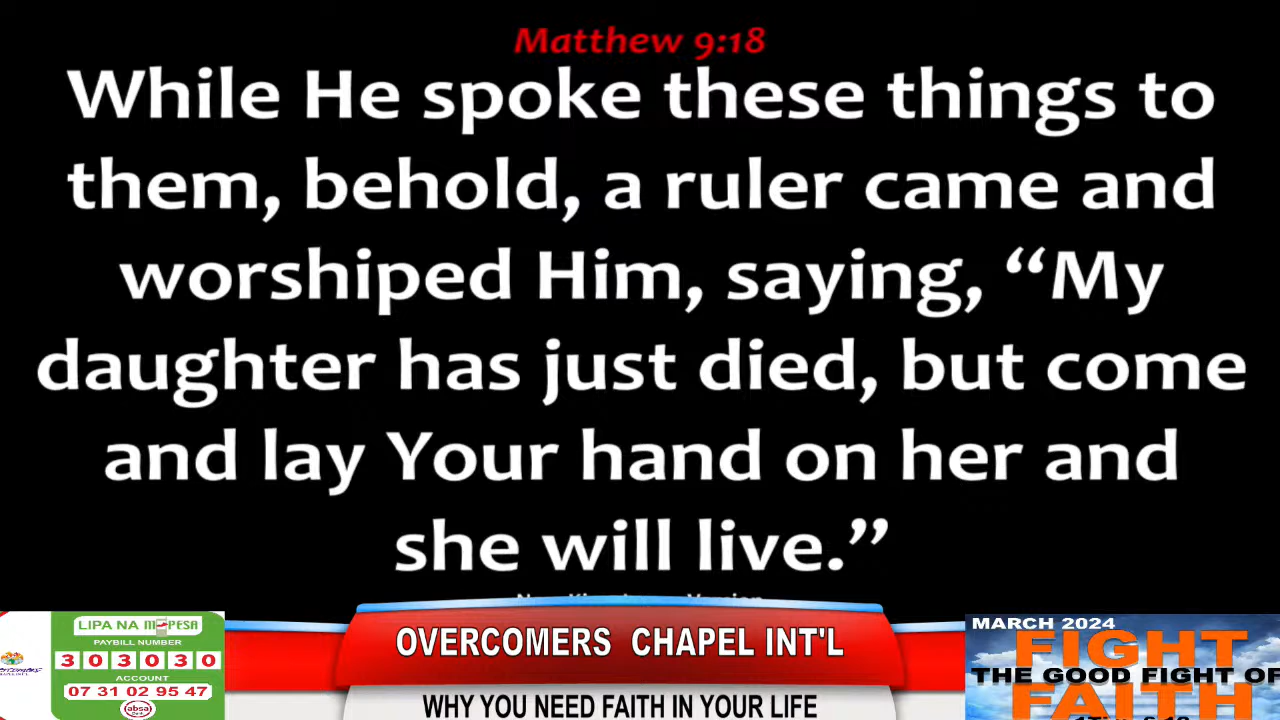 Matthew 9:18
While He spoke these things to
them, behold, a ruler came and
worshiped Him, saying, “My
daughter has just died, but come
and lay Your hand on her and
she will live.”
LIPA NA M-PESA
PAYBILL NUMBER
3 0 3 0 3 0
ACCOUNT
07 31 02 95 47
absa
OVERCOMERS CHAPEL INT'L
WHY YOU NEED FAITH IN YOUR LIFE
MARCH 2024
FIGHT
THE GOOD FIGHT OF
FAITH